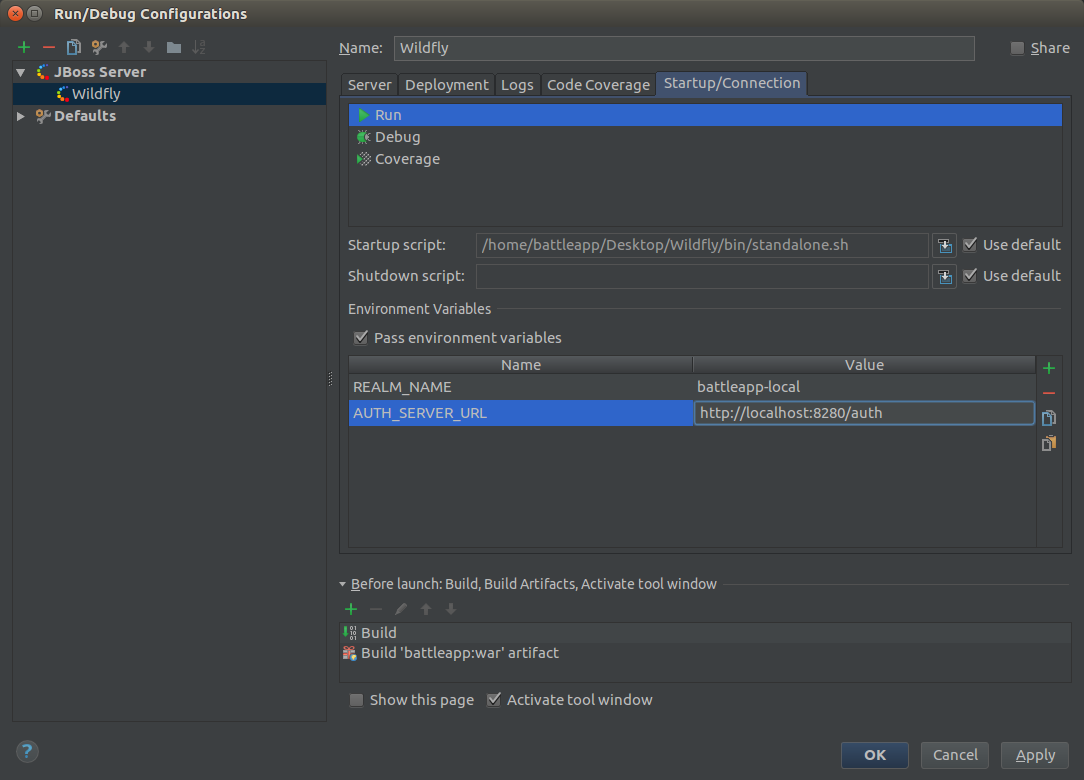 Run/Debug Configurations
Name: Wildfly Share
JBoss Server
Wildfly
Defaults
Server Deployment Logs Code Coverage Startup/Connection
Run
Debug
Coverage
Startup script: /home/battleapp/Desktop/Wildfly/bin/standalone.sh Use default
Shutdown script: Use default
Environment Variables
Pass environment variables
Name Value
REALM_NAME battleapp-local
AUTH_SERVER_URL http://localhost:8280/auth
Before launch: Build, Build Artifacts, Activate tool window
Build
Build 'battleapp:war' artifact
Show this page Activate tool window
? OK Cancel Apply